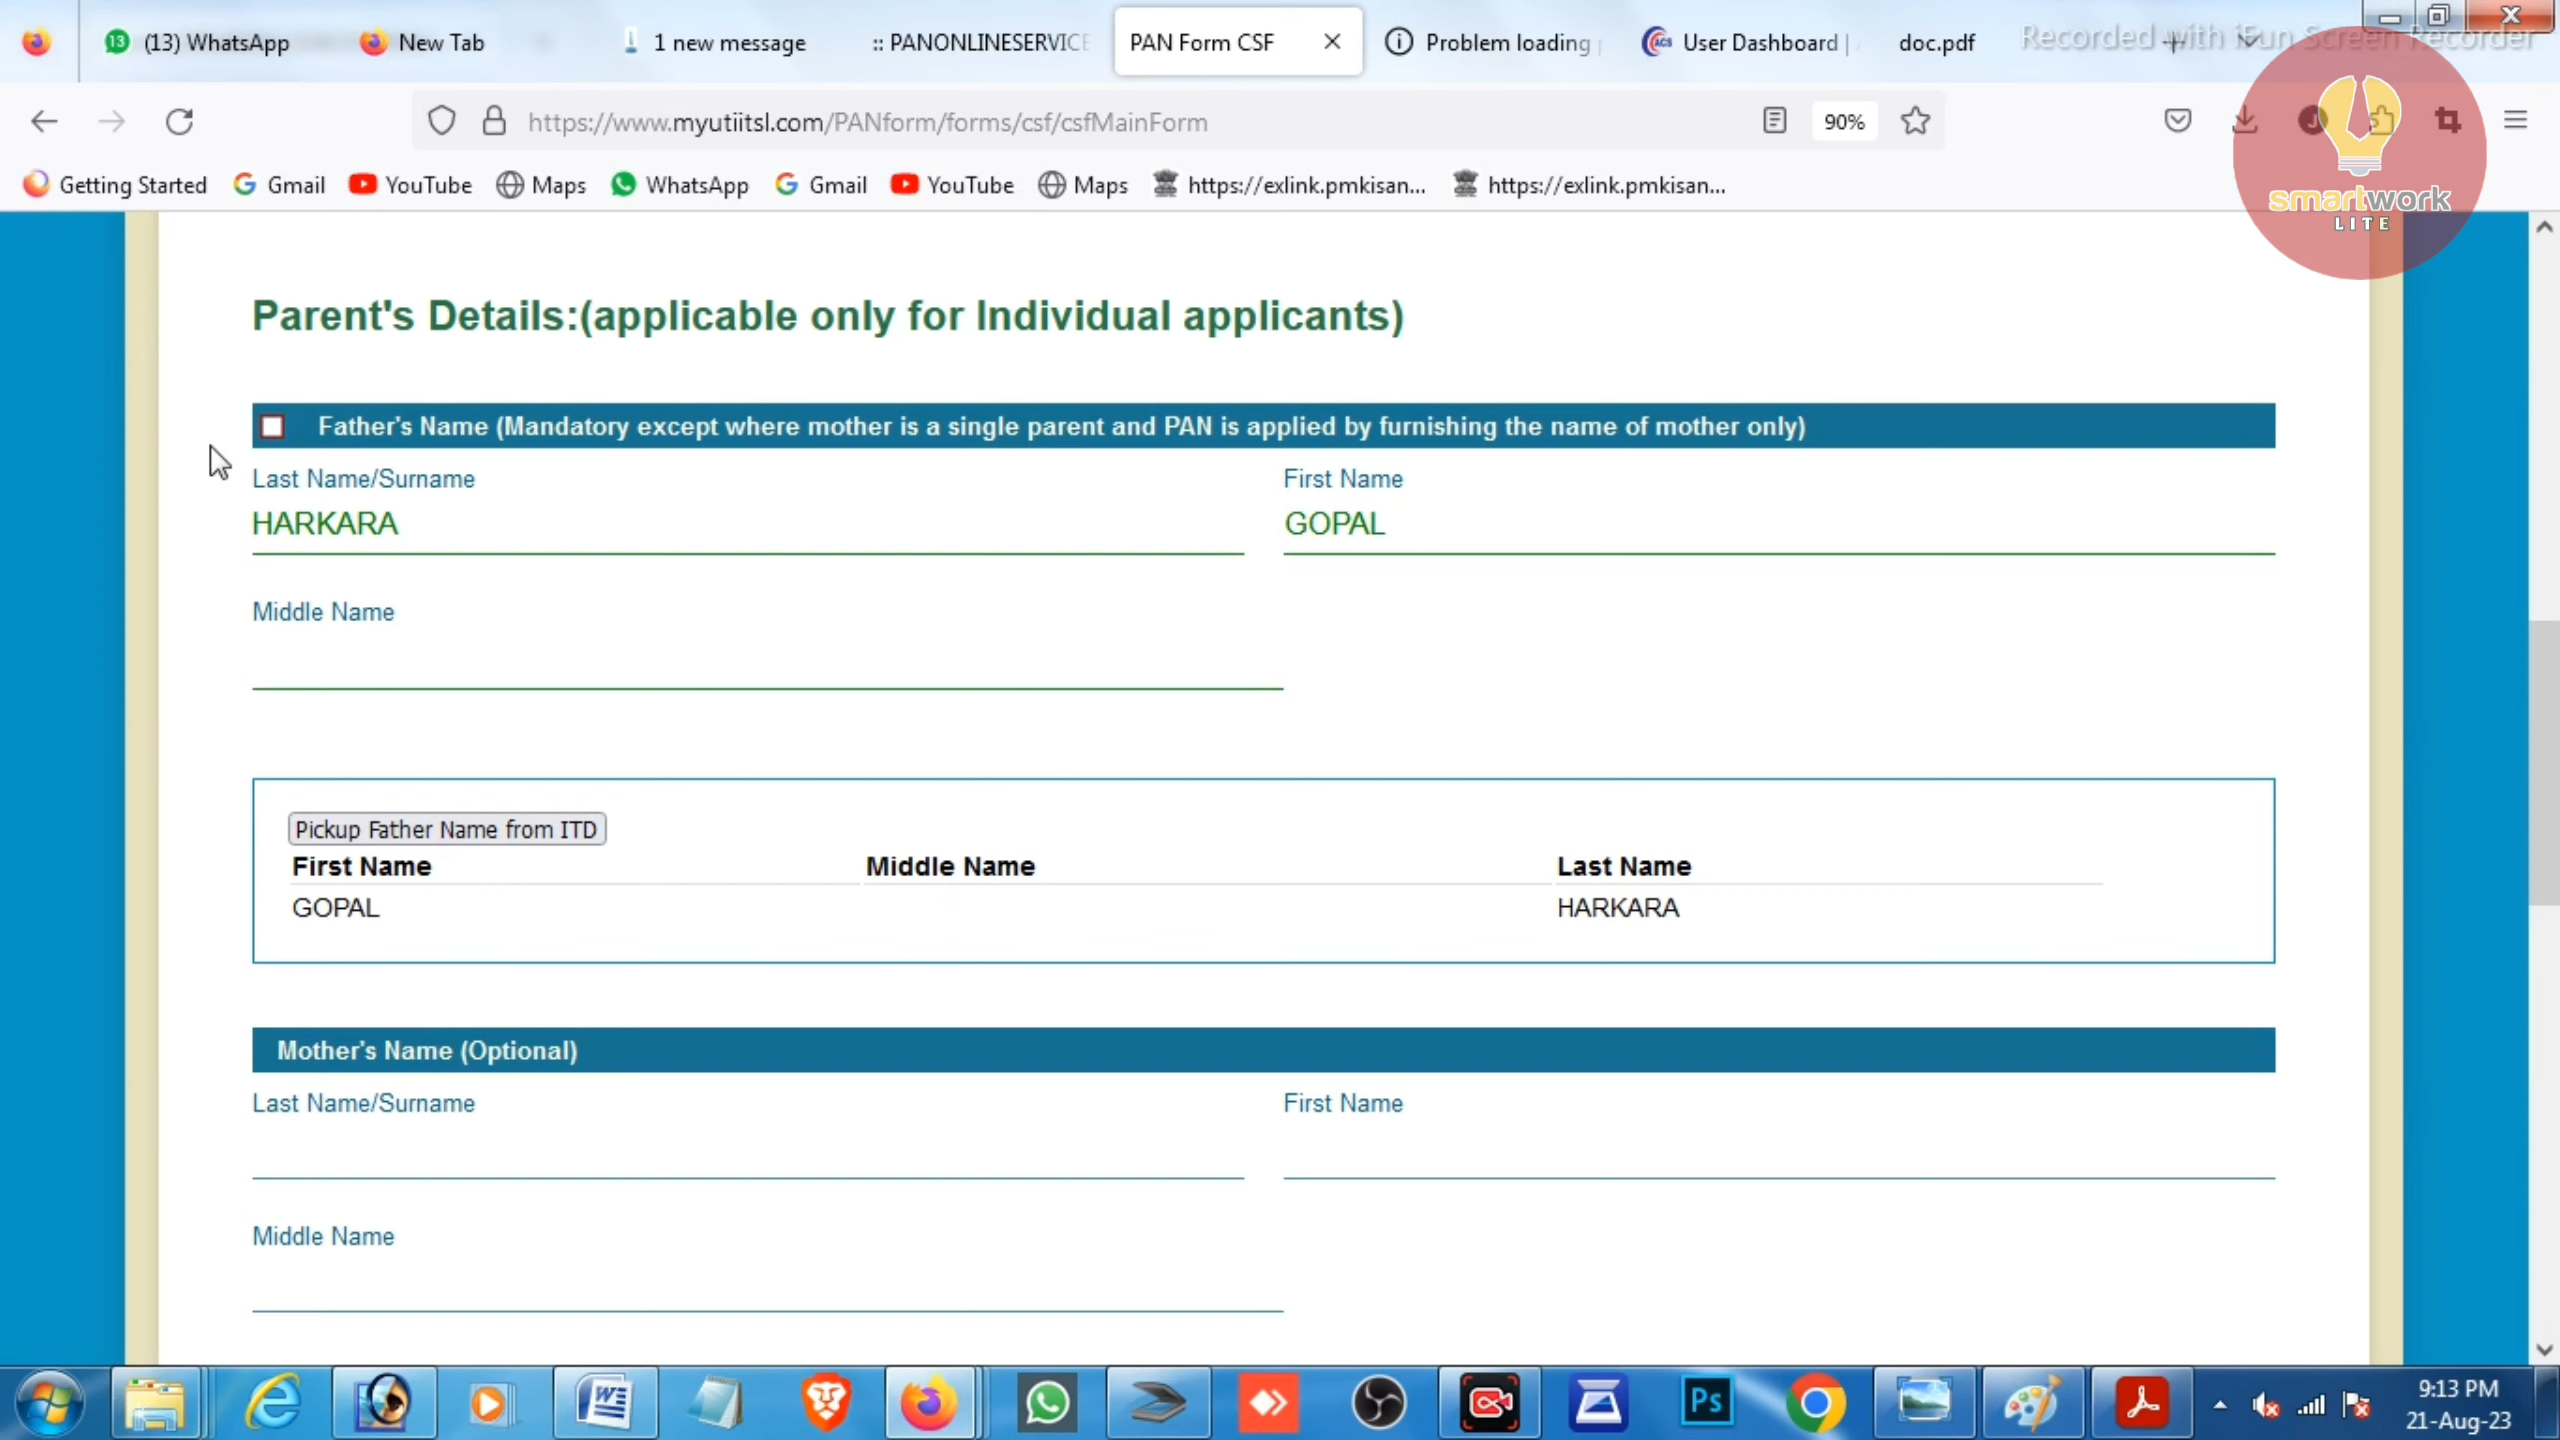 (13) WhatsApp
New Tab
1 new message
:: PANONLINESERVICE
PAN Form CSF
Problem loading
User Dashboard |
doc.pdf
Recorded with iFun Screen Recorder
https://www.myutiitsl.com/PANform/forms/csf/csfMainForm
90%
Getting Started
Gmail
YouTube
Maps
WhatsApp
Gmail
YouTube
Maps
https://exlink.pmkisan...
https://exlink.pmkisan...
smartwork
LITE
Parent's Details:(applicable only for Individual applicants)
Father's Name (Mandatory except where mother is a single parent and PAN is applied by furnishing the name of mother only)
Last Name/Surname
First Name
HARKARA
GOPAL
Middle Name
Pickup Father Name from ITD
First Name
Middle Name
Last Name
GOPAL
HARKARA
Mother's Name (Optional)
Last Name/Surname
First Name
Middle Name
Ps
9:13 PM
21-Aug-23